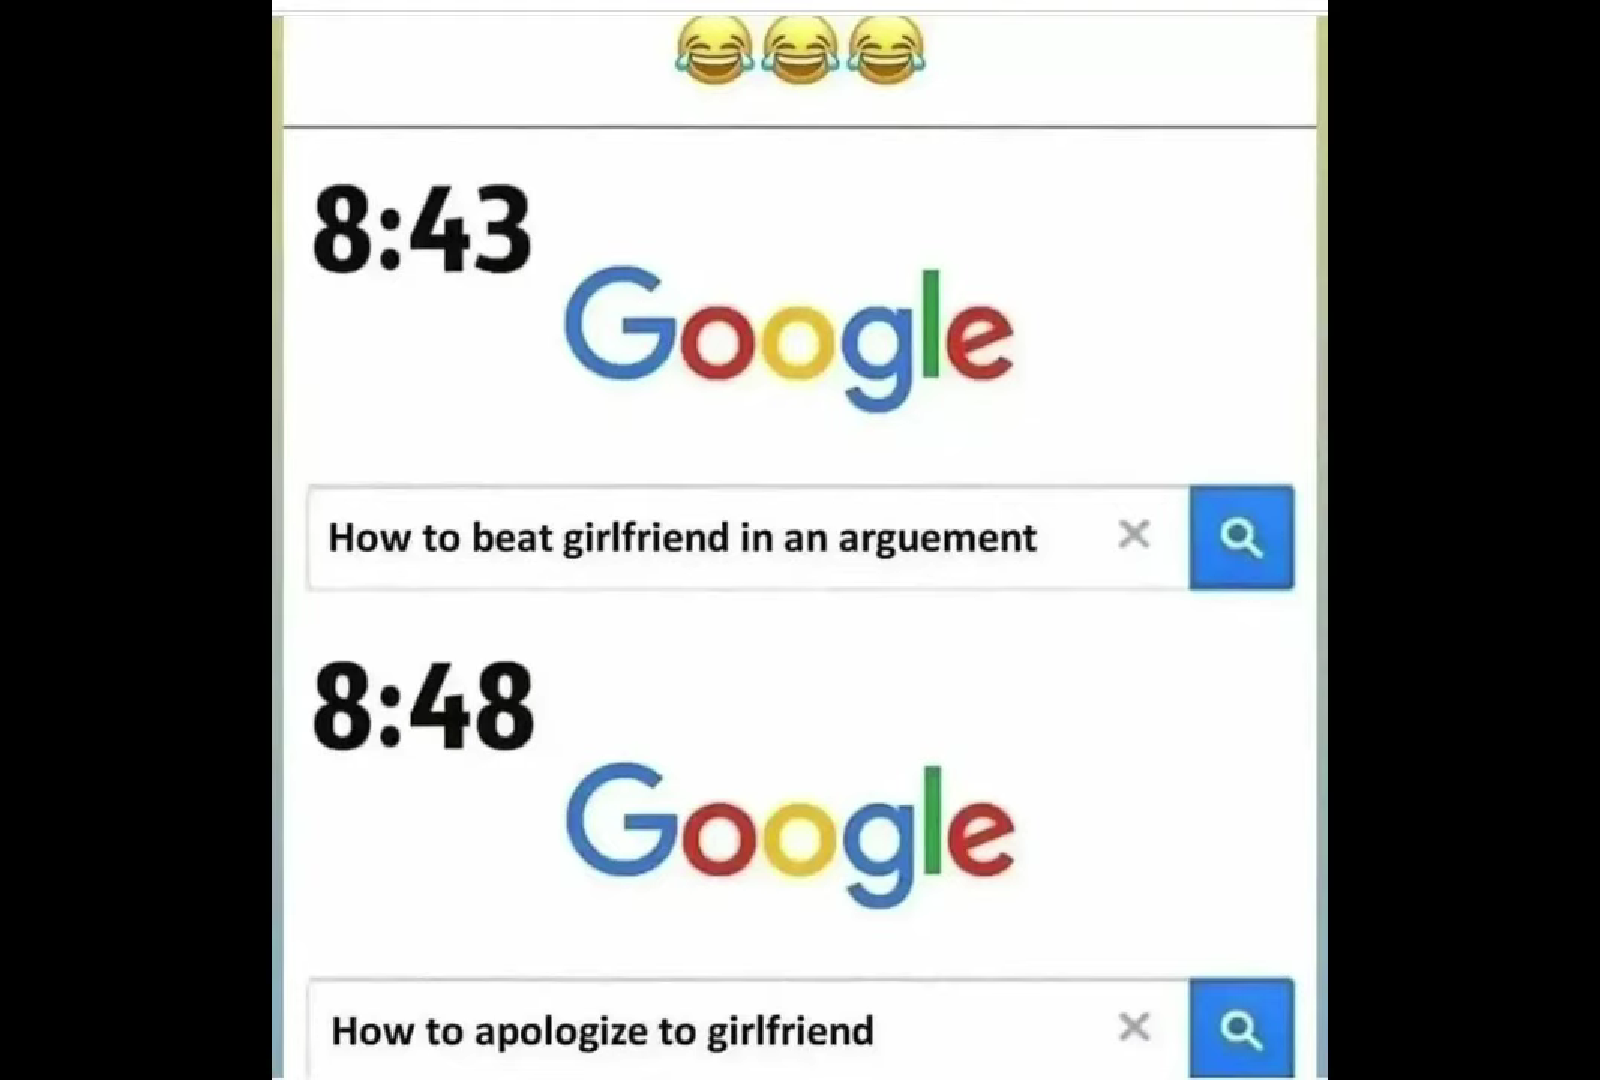 😂😂😂
8:43
Google
How to beat girlfriend in an arguement
8:48
Google
How to apologize to girlfriend